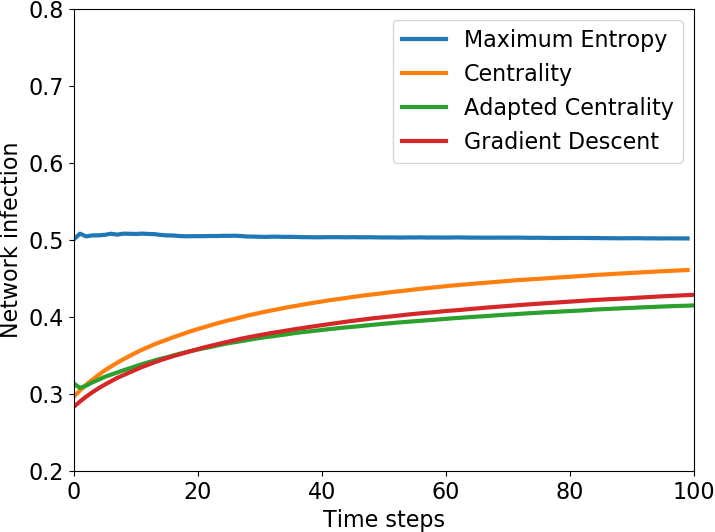 0.8
0.7
0.6
0.5
0.4
0.3
0.2
Network infection
Maximum Entropy
Centrality
Adapted Centrality
Gradient Descent
0 20 40 60 80 100
Time steps